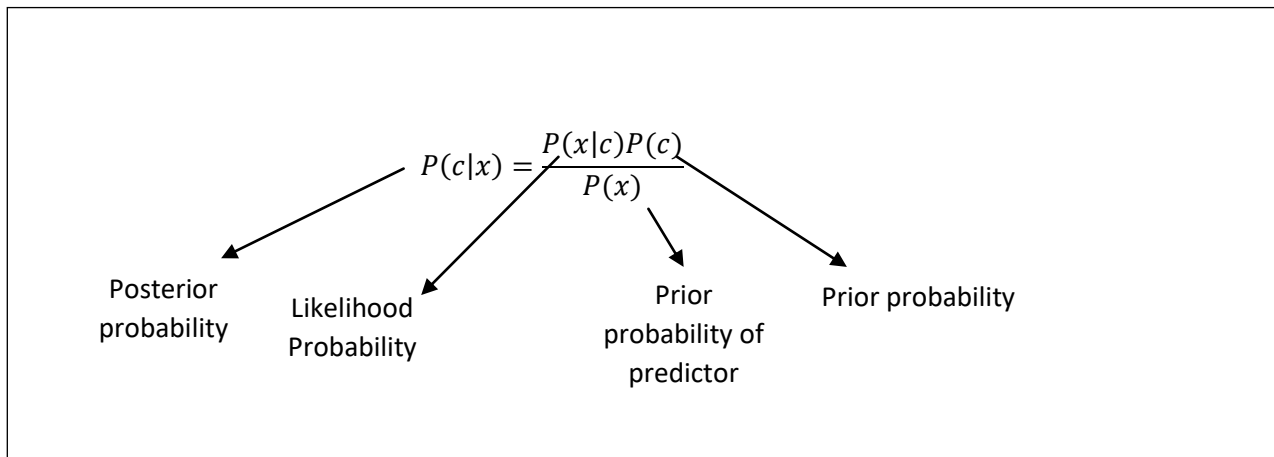 P(c|x) = P(x|c)P(c) / P(x)
Posterior
probability
Likelihood
Probability
Prior
probability of
predictor
Prior probability